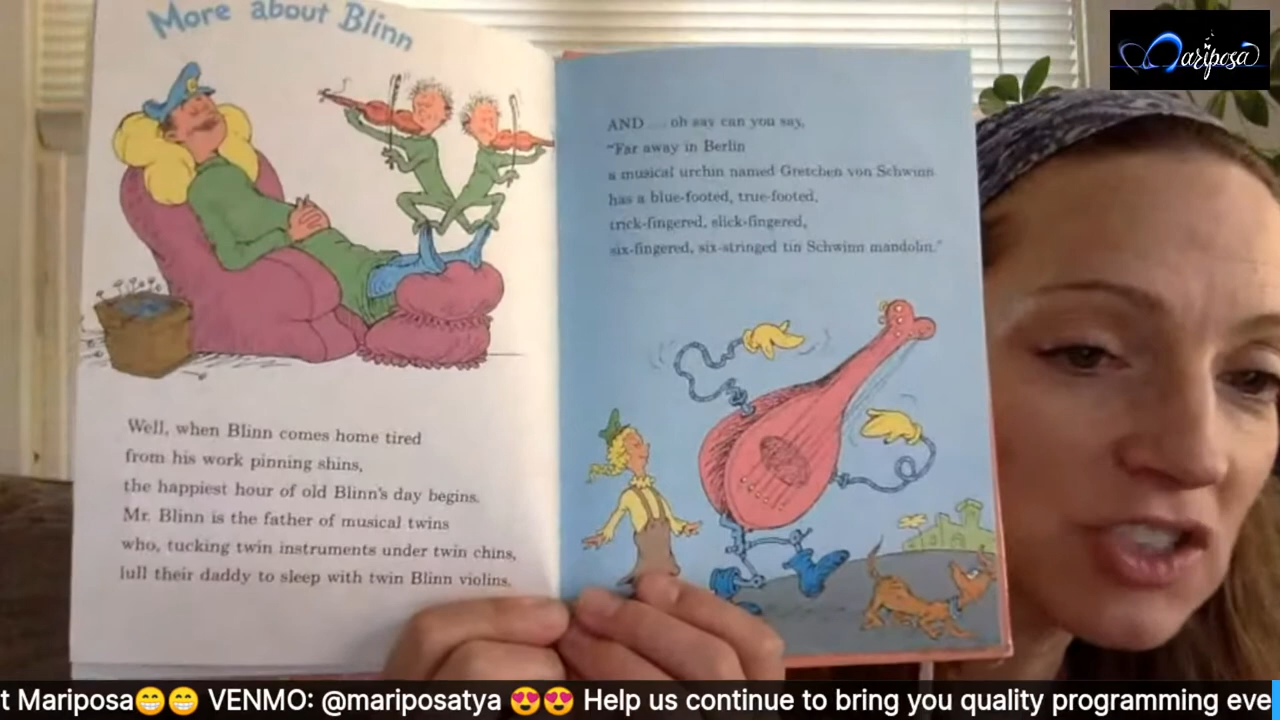 More about Blinn
Well, when Blinn comes home tired
from his work pinning shins,
the happiest hour of old Blinn's day begins.
Mr. Blinn is the father of musical twins
who, tucking twin instruments under twin chins,
lull their daddy to sleep with twin Blinn violins.
AND . . . oh say can you say,
"Far away in Berlin
a musical urchin named Gretchen von Schwinn
has a blue-footed, true-footed,
trick-fingered, slick-fingered,
six-fingered, six-stringed tin Schwinn mandolin."
Mariposa
t Mariposa😁😁 VENMO: @mariposatya 😍😍 Help us continue to bring you quality programming eve